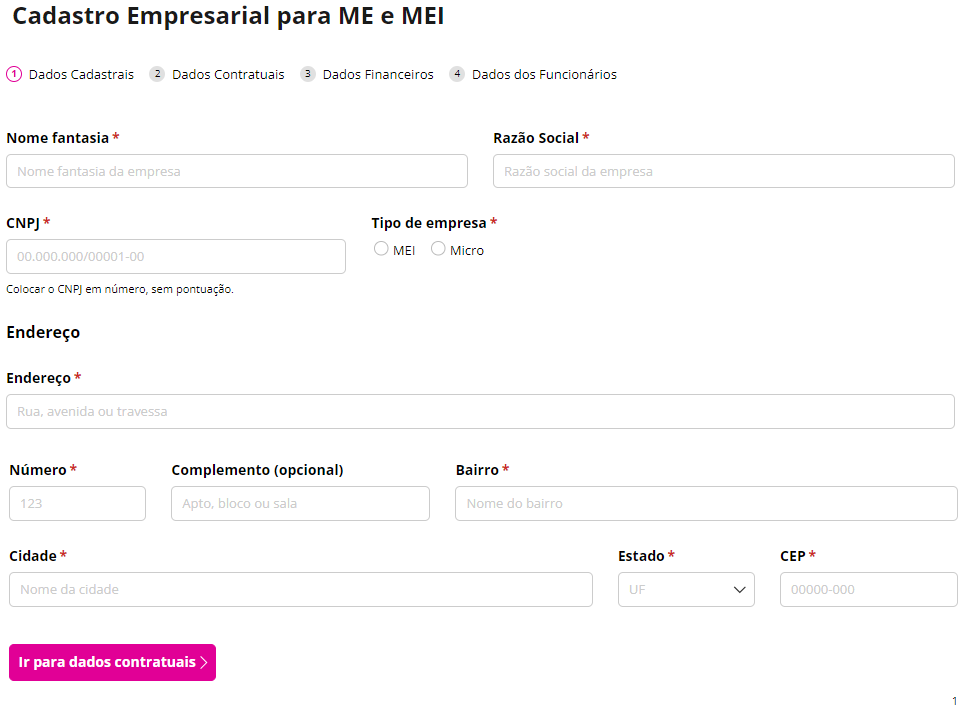 Cadastro Empresarial para ME e MEI
1 Dados Cadastrais 2 Dados Contratuais 3 Dados Financeiros 4 Dados dos Funcionários
Nome fantasia * Razão Social *
Nome fantasia da empresa Razão social da empresa
CNPJ * Tipo de empresa *
00.000.000/00001-00 MEI Micro
Colocar o CNPJ em número, sem pontuação.
Endereço
Endereço *
Rua, avenida ou travessa
Número * Complemento (opcional) Bairro *
123 Apto, bloco ou sala Nome do bairro
Cidade * Estado * CEP *
Nome da cidade UF 00000-000
Ir para dados contratuais
1